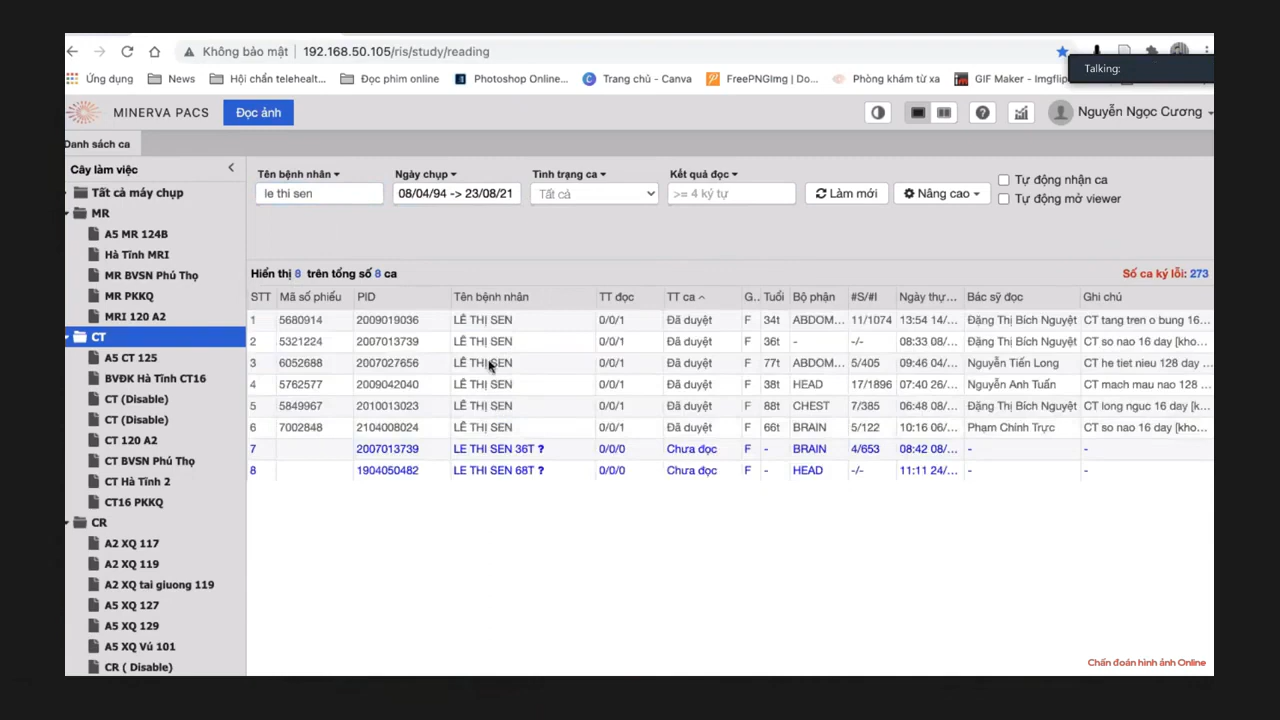 Không bảo mật | 192.168.50.105/ris/study/reading
Ứng dụng News Hội chẩn telehealt... Đọc phim online Photoshop Online... Trang chủ - Canva FreePNGImg | Do... Phòng khám từ xa GIF Maker - Imgflip
Talking:
MINERVA PACS Đọc ảnh Nguyễn Ngọc Cương
Danh sách ca
Cây làm việc
Tất cả máy chụp
MR
A5 MR 124B
Hà Tĩnh MRI
MR BVSN Phú Thọ
MR PKKQ
MRI 120 A2
CT
A5 CT 125
BVĐK Hà Tĩnh CT16
CT (Disable)
CT (Disable)
CT 120 A2
CT BVSN Phú Thọ
CT Hà Tĩnh 2
CT16 PKKQ
CR
A2 XQ 117
A2 XQ 119
A2 XQ tai giuong 119
A5 XQ 127
A5 XQ 129
A5 XQ Vú 101
CR ( Disable)
Tên bệnh nhân Ngày chụp Tình trạng ca Kết quả đọc
le thi sen 08/04/94 -> 23/08/21 Tất cả >= 4 ký tự Làm mới Nâng cao
Tự động nhận ca
Tự động mở viewer
Hiển thị 8 trên tổng số 8 ca Số ca ký lỗi: 273
STT Mã số phiếu PID Tên bệnh nhân TT đọc TT ca G.. Tuổi Bộ phận #S/#I Ngày thự... Bác sỹ đọc Ghi chú
1 5680914 2009019036 LÊ THỊ SEN 0/0/1 Đã duyệt F 34t ABDOM... 11/1074 13:54 14/... Đặng Thị Bích Nguyệt CT tang tren o bung 16...
2 5321224 2007013739 LÊ THỊ SEN 0/0/1 Đã duyệt F 36t - -/- 08:33 08/... Đặng Thị Bích Nguyệt CT so nao 16 day [kho...
3 6052688 2007027656 LÊ THỊ SEN 0/0/1 Đã duyệt F 77t ABDOM... 5/405 09:46 04/... Nguyễn Tiến Long CT he tiet nieu 128 day ...
4 5762577 2009042040 LÊ THỊ SEN 0/0/1 Đã duyệt F 38t HEAD 17/1896 07:40 26/... Nguyễn Anh Tuấn CT mach mau nao 128 ...
5 5849967 2010013023 LÊ THỊ SEN 0/0/1 Đã duyệt F 88t CHEST 7/385 06:48 08/... Đặng Thị Bích Nguyệt CT long nguc 16 day [k...
6 7002848 2104008024 LÊ THỊ SEN 0/0/1 Đã duyệt F 66t BRAIN 5/122 10:16 06/... Phạm Chính Trực CT so nao 16 day [kho...
7 2007013739 LE THI SEN 36T ? 0/0/0 Chưa đọc F - BRAIN 4/653 08:42 08/... - -
8 1904050482 LE THI SEN 68T ? 0/0/0 Chưa đọc F - HEAD -/- 11:11 24/... - -
Chẩn đoán hình ảnh Online